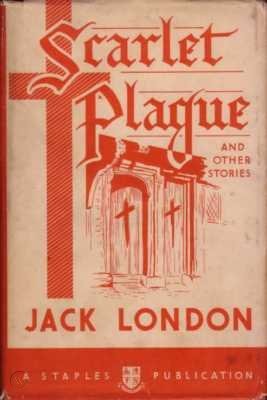 Scarlet
Plague
AND
OTHER
STORIES
JACK LONDON
A STAPLES PUBLICATION